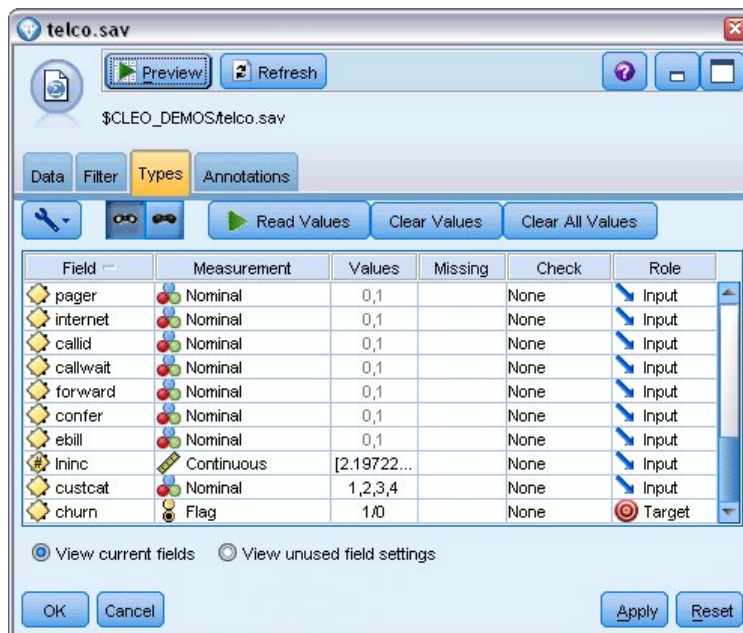 telco.sav
Preview Refresh
$CLEO_DEMOS/telco.sav
Data Filter Types Annotations
Read Values Clear Values Clear All Values
Field Measurement Values Missing Check Role
pager Nominal 0,1 None Input
internet Nominal 0,1 None Input
callid Nominal 0,1 None Input
callwait Nominal 0,1 None Input
forward Nominal 0,1 None Input
confer Nominal 0,1 None Input
ebill Nominal 0,1 None Input
lninc Continuous [2.19722... None Input
custcat Nominal 1,2,3,4 None Input
churn Flag 1/0 None Target
View current fields View unused field settings
OK Cancel Apply Reset